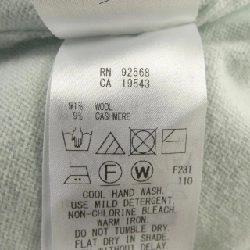 RN 92568
CA 19543
91% WOOL
9% CASHMERE
F W F231
110
COOL HAND WASH.
USE MILD DETERGENT
NON-CHLORINE BLEACH.
WARM IRON.
DO NOT TUMBLE DRY
FLAT DRY IN SHADE